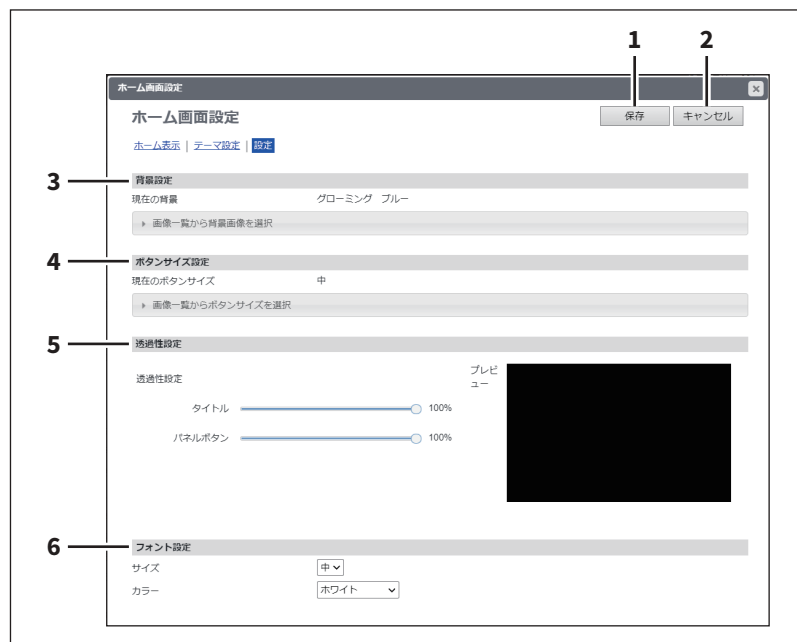 1 2
ホーム画面設定
ホーム画面設定 保存 キャンセル
ホーム表示 | テーマ設定 | 設定
3 背景設定
現在の背景 グローミング ブルー
画像一覧から背景画像を選択
4 ボタンサイズ設定
現在のボタンサイズ 中
画像一覧からボタンサイズを選択
5 透過性設定
透過性設定 プレビ
ュー
タイトル 100%
パネルボタン 100%
6 フォント設定
サイズ 中
カラー ホワイト